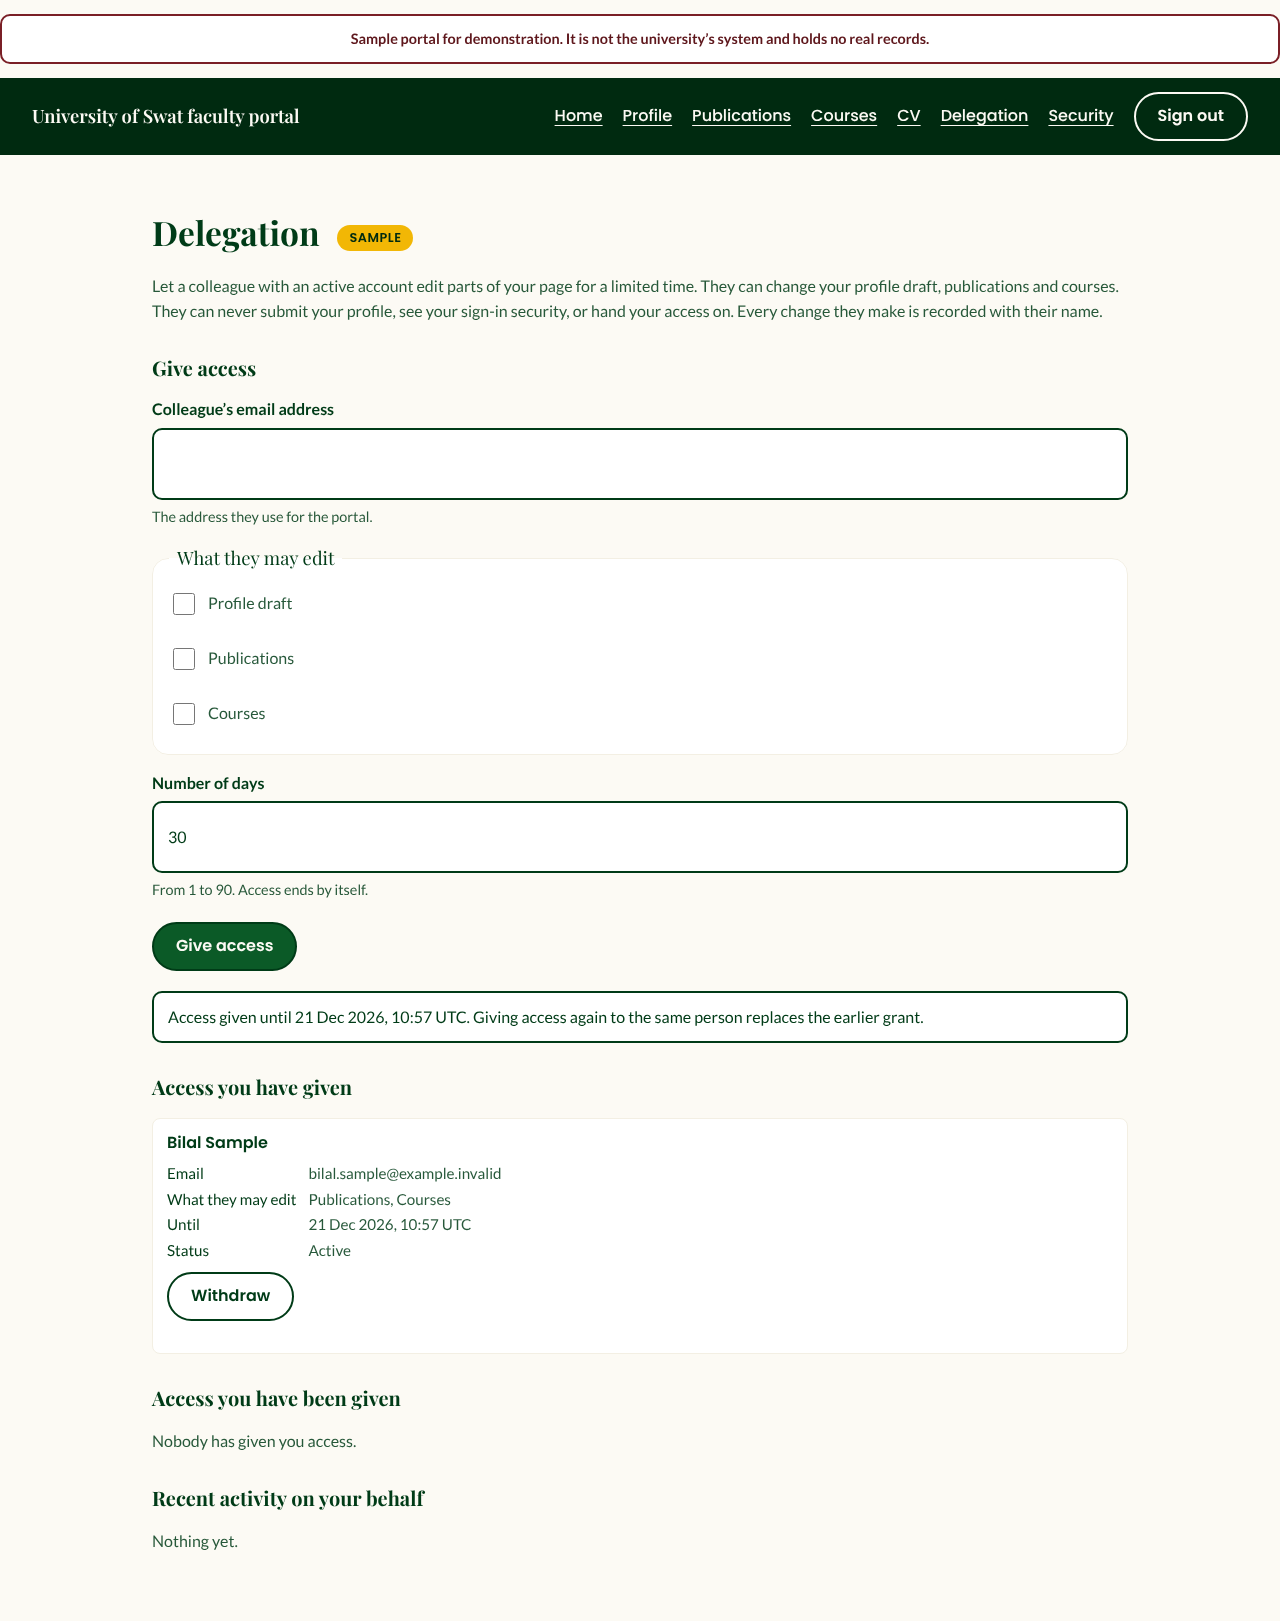 Sample portal for demonstration. It is not the university’s system and holds no real records.
University of Swat faculty portal
Home Profile Publications Courses CV Delegation Security Sign out
Delegation SAMPLE
Let a colleague with an active account edit parts of your page for a limited time. They can change your profile draft, publications and courses.
They can never submit your profile, see your sign-in security, or hand your access on. Every change they make is recorded with their name.
Give access
Colleague’s email address
The address they use for the portal.
What they may edit
Profile draft
Publications
Courses
Number of days
30
From 1 to 90. Access ends by itself.
Give access
Access given until 21 Dec 2026, 10:57 UTC. Giving access again to the same person replaces the earlier grant.
Access you have given
Bilal Sample
Email bilal.sample@example.invalid
What they may edit Publications, Courses
Until 21 Dec 2026, 10:57 UTC
Status Active
Withdraw
Access you have been given
Nobody has given you access.
Recent activity on your behalf
Nothing yet.